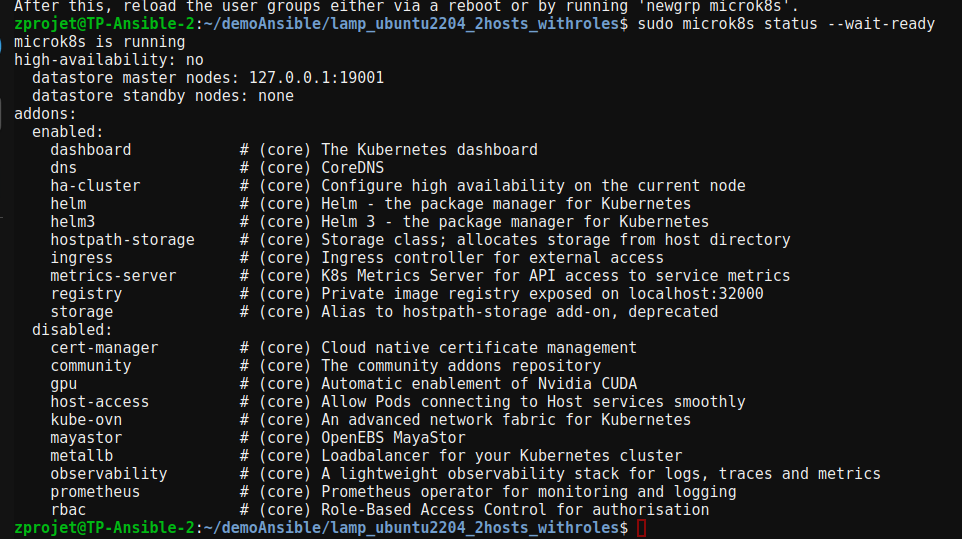 After this, reload the user groups either via a reboot or by running 'newgrp microk8s'.
zprojet@TP-Ansible-2:~/demoAnsible/lamp_ubuntu2204_2hosts_withroles$ sudo microk8s status --wait-ready
microk8s is running
high-availability: no
  datastore master nodes: 127.0.0.1:19001
  datastore standby nodes: none
addons:
  enabled:
    dashboard            # (core) The Kubernetes dashboard
    dns                  # (core) CoreDNS
    ha-cluster           # (core) Configure high availability on the current node
    helm                 # (core) Helm - the package manager for Kubernetes
    helm3                # (core) Helm 3 - the package manager for Kubernetes
    hostpath-storage     # (core) Storage class; allocates storage from host directory
    ingress              # (core) Ingress controller for external access
    metrics-server       # (core) K8s Metrics Server for API access to service metrics
    registry             # (core) Private image registry exposed on localhost:32000
    storage              # (core) Alias to hostpath-storage add-on, deprecated
  disabled:
    cert-manager         # (core) Cloud native certificate management
    community            # (core) The community addons repository
    gpu                  # (core) Automatic enablement of Nvidia CUDA
    host-access          # (core) Allow Pods connecting to Host services smoothly
    kube-ovn             # (core) An advanced network fabric for Kubernetes
    mayastor             # (core) OpenEBS MayaStor
    metallb              # (core) Loadbalancer for your Kubernetes cluster
    observability        # (core) A lightweight observability stack for logs, traces and metrics
    prometheus           # (core) Prometheus operator for monitoring and logging
    rbac                 # (core) Role-Based Access Control for authorisation
zprojet@TP-Ansible-2:~/demoAnsible/lamp_ubuntu2204_2hosts_withroles$